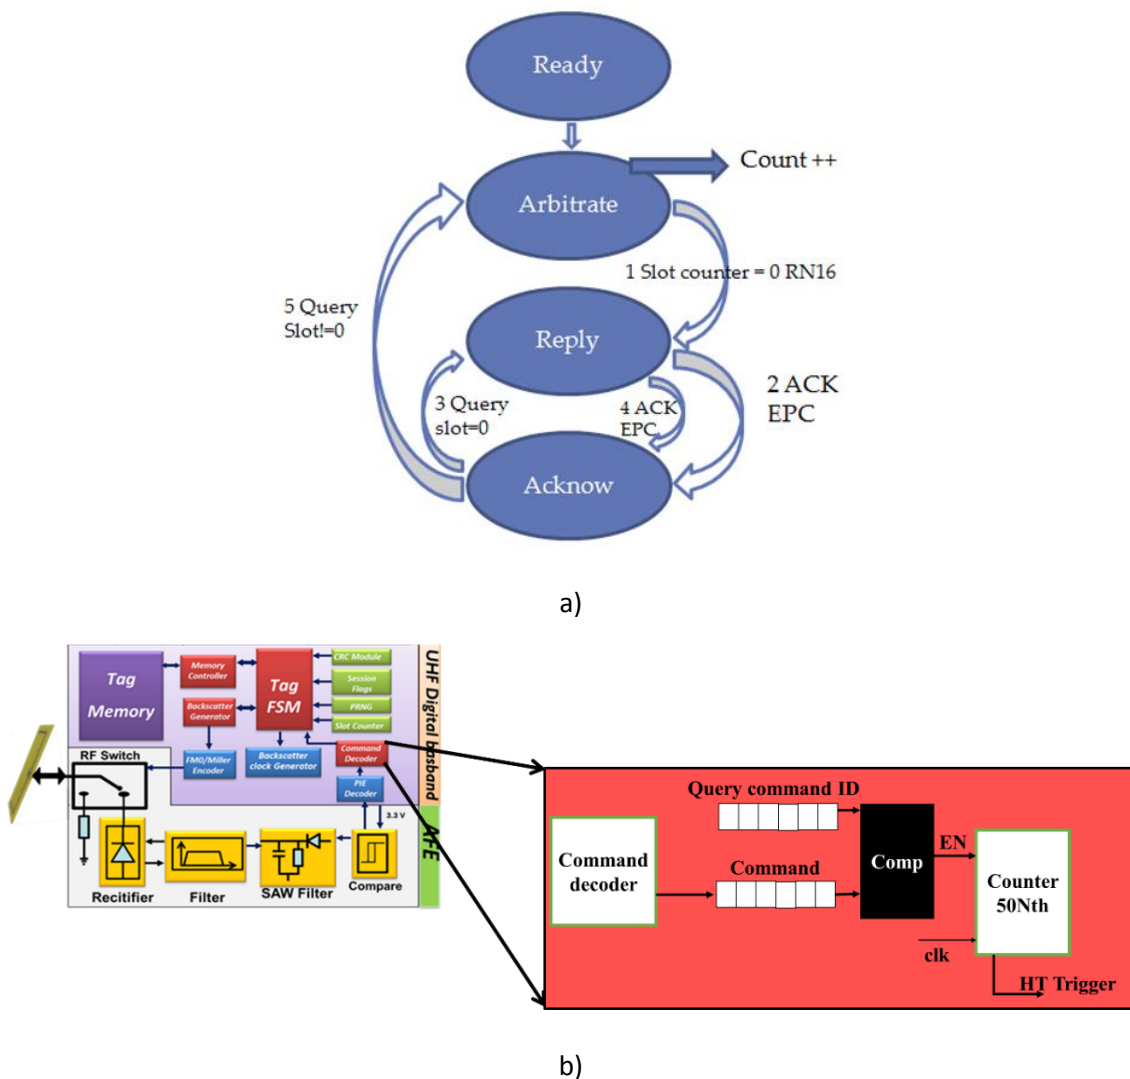 Ready
Count ++
Arbitrate
1 Slot counter = 0 RN16
5 Query
Slot!=0
Reply
2 ACK
EPC
3 Query
slot=0
4 ACK
EPC
Acknow
a)
Tag
Memory
Memory
Controller
Backscatter
Generator
Tag
FSM
CRC Module
Session
Flags
PRNG
Slot Counter
UHF Digital basband
RF Switch
FM0/Miller
Encoder
Backscatter
clock Generator
Command
Decoder
PIE
Decoder
3.3 V
AFE
Recitifier
Filter
SAW Filter
Compare
Query command ID
Command
decoder
Command
Comp
EN
Counter
50Nth
clk
HT Trigger
b)